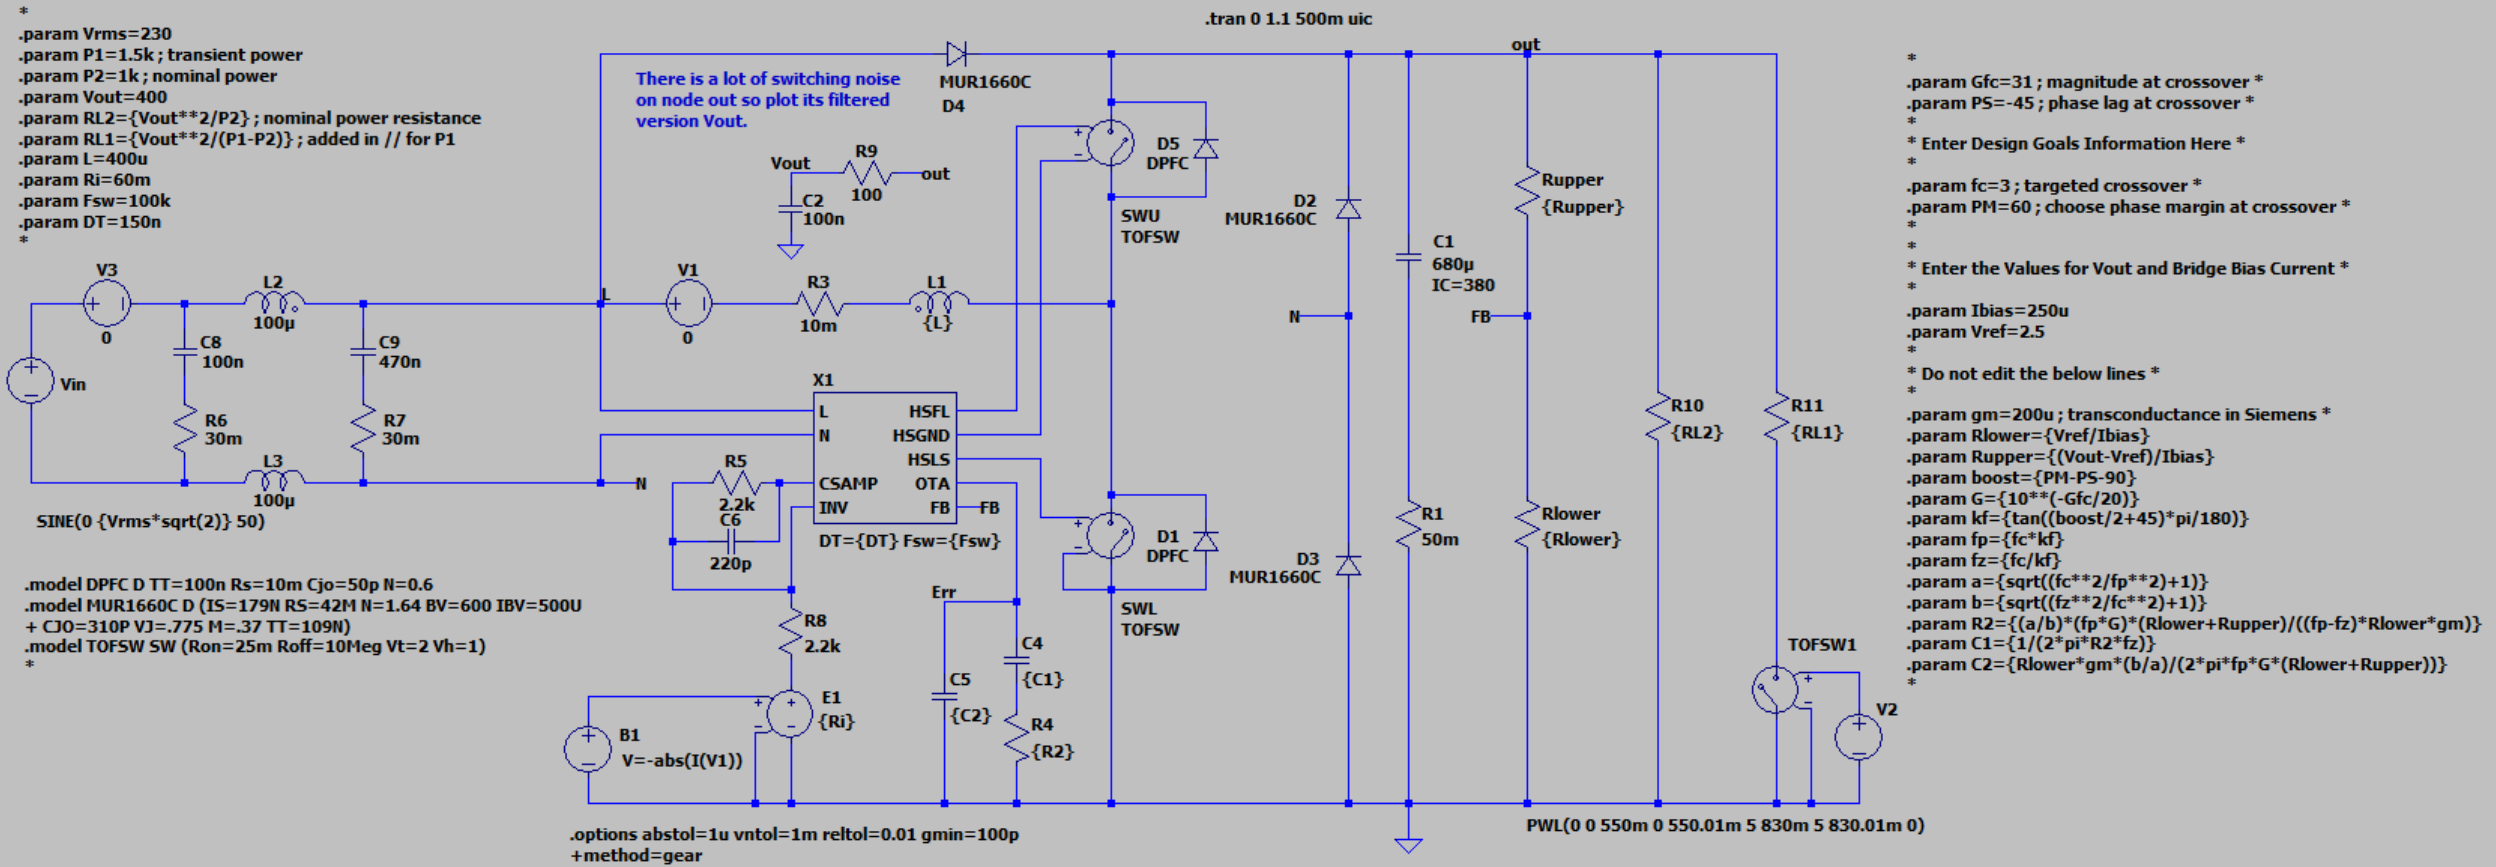 *
.param Vrms=230
.param P1=1.5k ; transient power
.param P2=1k ; nominal power
.param Vout=400
.param RL2={Vout**2/P2} ; nominal power resistance
.param RL1={Vout**2/(P1-P2)} ; added in // for P1
.param L=400u
.param Ri=60m
.param Fsw=100k
.param DT=150n
*
.tran 0 1.1 500m uic
There is a lot of switching noise
on node out so plot its filtered
version Vout.
MUR1660C
D4
out
Vout
R9
100
out
C2
100n
D5
DPFC
SWU
TOFSW
D2
MUR1660C
C1
680µ
IC=380
Rupper
{Rupper}
V3
0
L2
100µ
L
V1
0
R3
10m
L1
{L}
N
FB
C8
100n
C9
470n
Vin
R6
30m
R7
30m
L3
100µ
N
SINE(0 {Vrms*sqrt(2)} 50)
X1
L
N
CSAMP
INV
HSFL
HSGND
HSLS
OTA
FB
FB
DT={DT} Fsw={Fsw}
R5
2.2k
C6
220p
R10
{RL2}
R11
{RL1}
R1
50m
Rlower
{Rlower}
D1
DPFC
SWL
TOFSW
D3
MUR1660C
.model DPFC D TT=100n Rs=10m Cjo=50p N=0.6
.model MUR1660C D (IS=179N RS=42M N=1.64 BV=600 IBV=500U
+ CJO=310P VJ=.775 M=.37 TT=109N)
.model TOFSW SW (Ron=25m Roff=10Meg Vt=2 Vh=1)
*
R8
2.2k
Err
C4
{C1}
C5
{C2}
R4
{R2}
E1
{Ri}
B1
V=-abs(I(V1))
TOFSW1
V2
.options abstol=1u vntol=1m reltol=0.01 gmin=100p
+method=gear
PWL(0 0 550m 0 550.01m 5 830m 5 830.01m 0)
*
.param Gfc=31 ; magnitude at crossover *
.param PS=-45 ; phase lag at crossover *
*
* Enter Design Goals Information Here *
*
.param fc=3 ; targeted crossover *
.param PM=60 ; choose phase margin at crossover *
*
*
* Enter the Values for Vout and Bridge Bias Current *
*
.param Ibias=250u
.param Vref=2.5
*
* Do not edit the below lines *
*
.param gm=200u ; transconductance in Siemens *
.param Rlower={Vref/Ibias}
.param Rupper={(Vout-Vref)/Ibias}
.param boost={PM-PS-90}
.param G={10**(-Gfc/20)}
.param kf={tan((boost/2+45)*pi/180)}
.param fp={fc*kf}
.param fz={fc/kf}
.param a={sqrt((fc**2/fp**2)+1)}
.param b={sqrt((fz**2/fc**2)+1)}
.param R2={(a/b)*(fp*G)*(Rlower+Rupper)/((fp-fz)*Rlower*gm)}
.param C1={1/(2*pi*R2*fz)}
.param C2={Rlower*gm*(b/a)/(2*pi*fp*G*(Rlower+Rupper))}
*